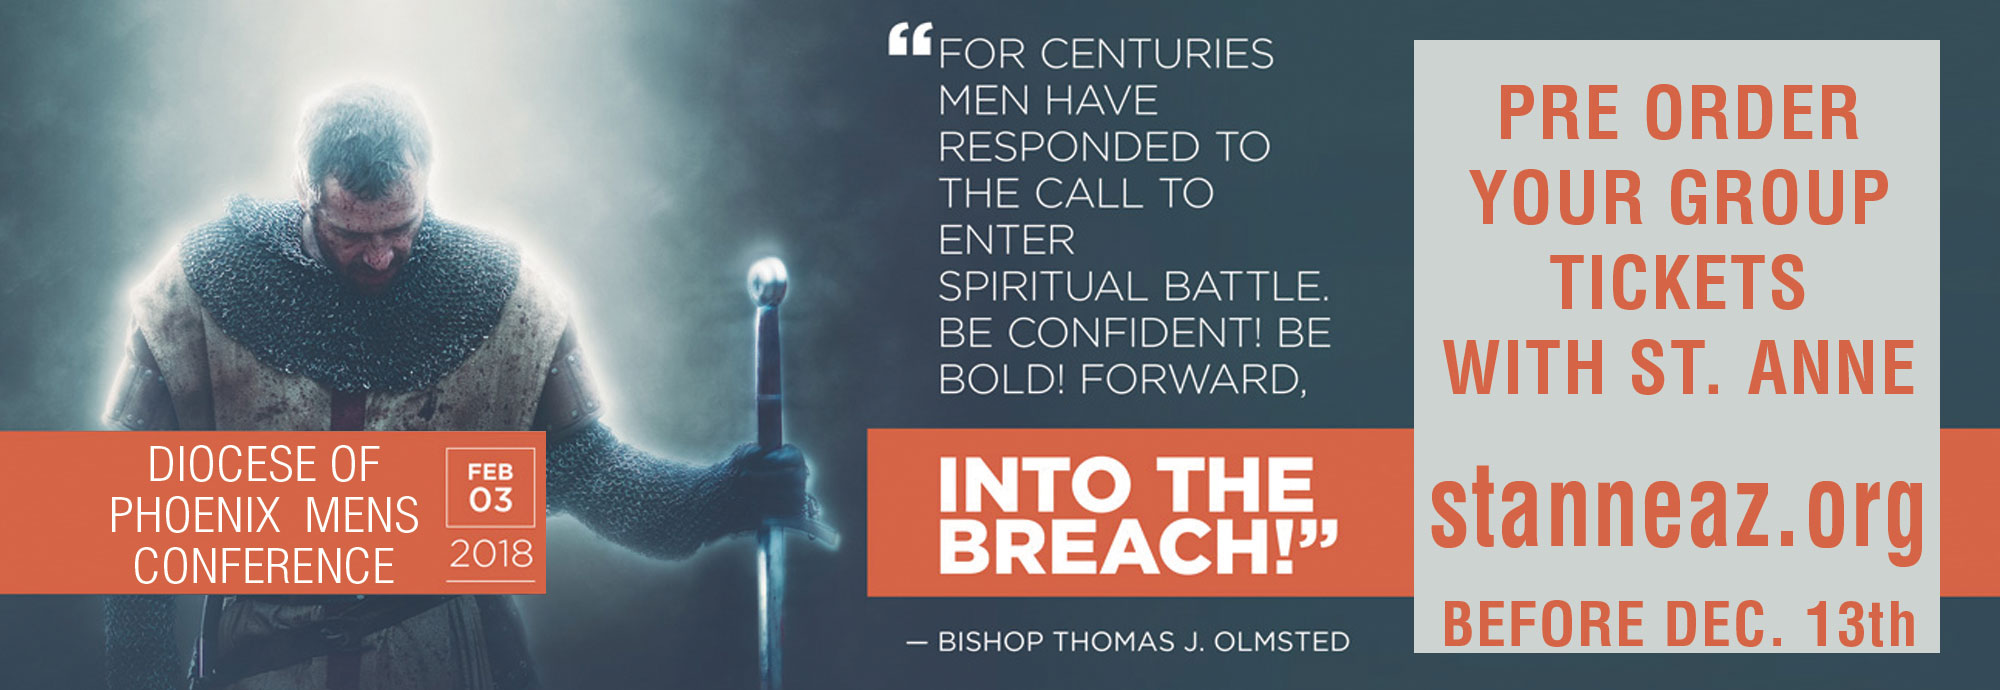 DIOCESE OF
PHOENIX MENS
CONFERENCE
FEB
03
2018
“FOR CENTURIES
MEN HAVE
RESPONDED TO
THE CALL TO
ENTER
SPIRITUAL BATTLE.
BE CONFIDENT! BE
BOLD! FORWARD,
INTO THE
BREACH!”
— BISHOP THOMAS J. OLMSTED
PRE ORDER
YOUR GROUP
TICKETS
WITH ST. ANNE
stanneaz.org
BEFORE DEC. 13th